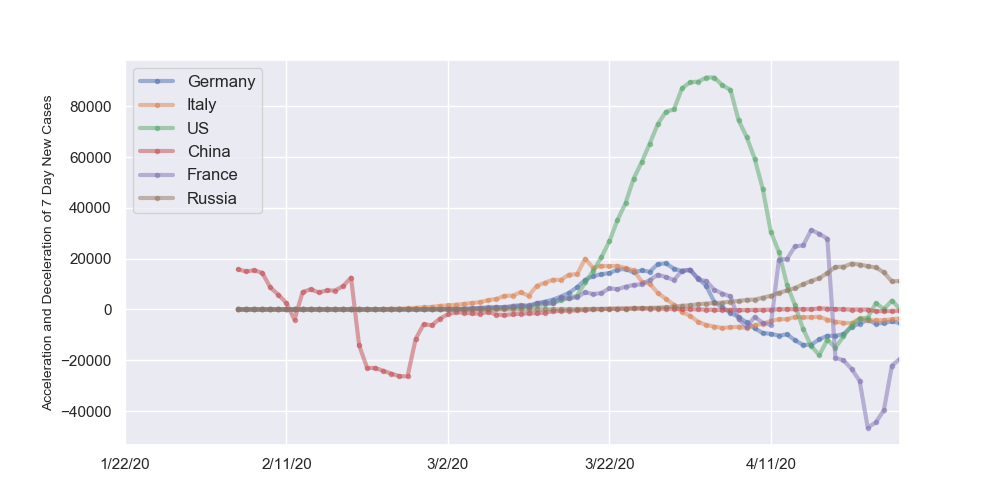 Germany
Italy
US
China
France
Russia
Acceleration and Deceleration of 7 Day New Cases
80000
60000
40000
20000
0
−20000
−40000
1/22/20 2/11/20 3/2/20 3/22/20 4/11/20